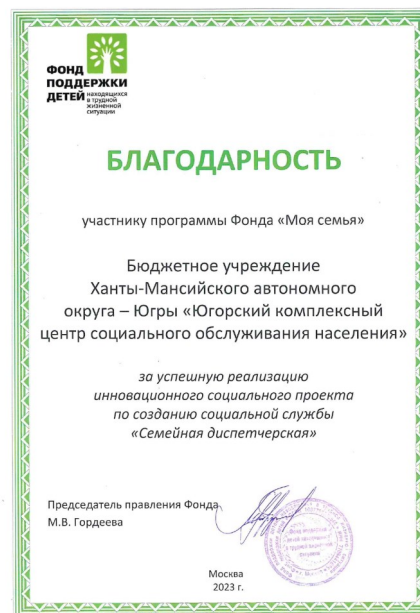 ФОНД
ПОДДЕРЖКИ
ДЕТЕЙ
находящихся
в трудной
жизненной
ситуации
БЛАГОДАРНОСТЬ
участнику программы Фонда «Моя семья»
Бюджетное учреждение
Ханты-Мансийского автономного
округа – Югры «Югорский комплексный
центр социального обслуживания населения»
за успешную реализацию
инновационного социального проекта
по созданию социальной службы
«Семейная диспетчерская»
Председатель правления Фонда
М.В. Гордеева
Москва
2023 г.